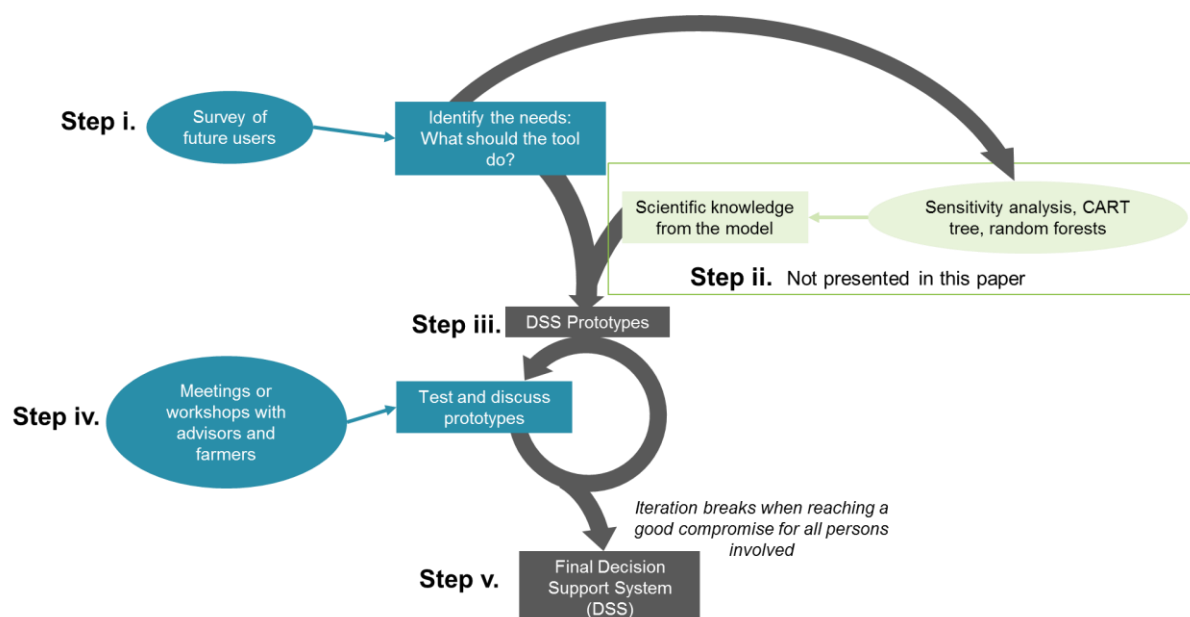 Step i.
Survey of
future users
Identify the needs:
What should the tool
do?
Scientific knowledge
from the model
Sensitivity analysis, CART
tree, random forests
Step ii. Not presented in this paper
Step iii.
DSS Prototypes
Step iv.
Meetings or
workshops with
advisors and
farmers
Test and discuss
prototypes
Iteration breaks when reaching a
good compromise for all persons
involved
Step v.
Final Decision
Support System
(DSS)